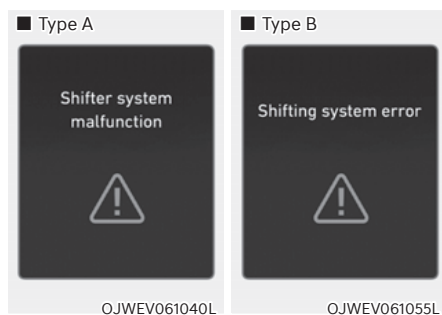 ■ Type A
Shifter system
malfunction
OJWEV061040L
■ Type B
Shifting system error
OJWEV061055L